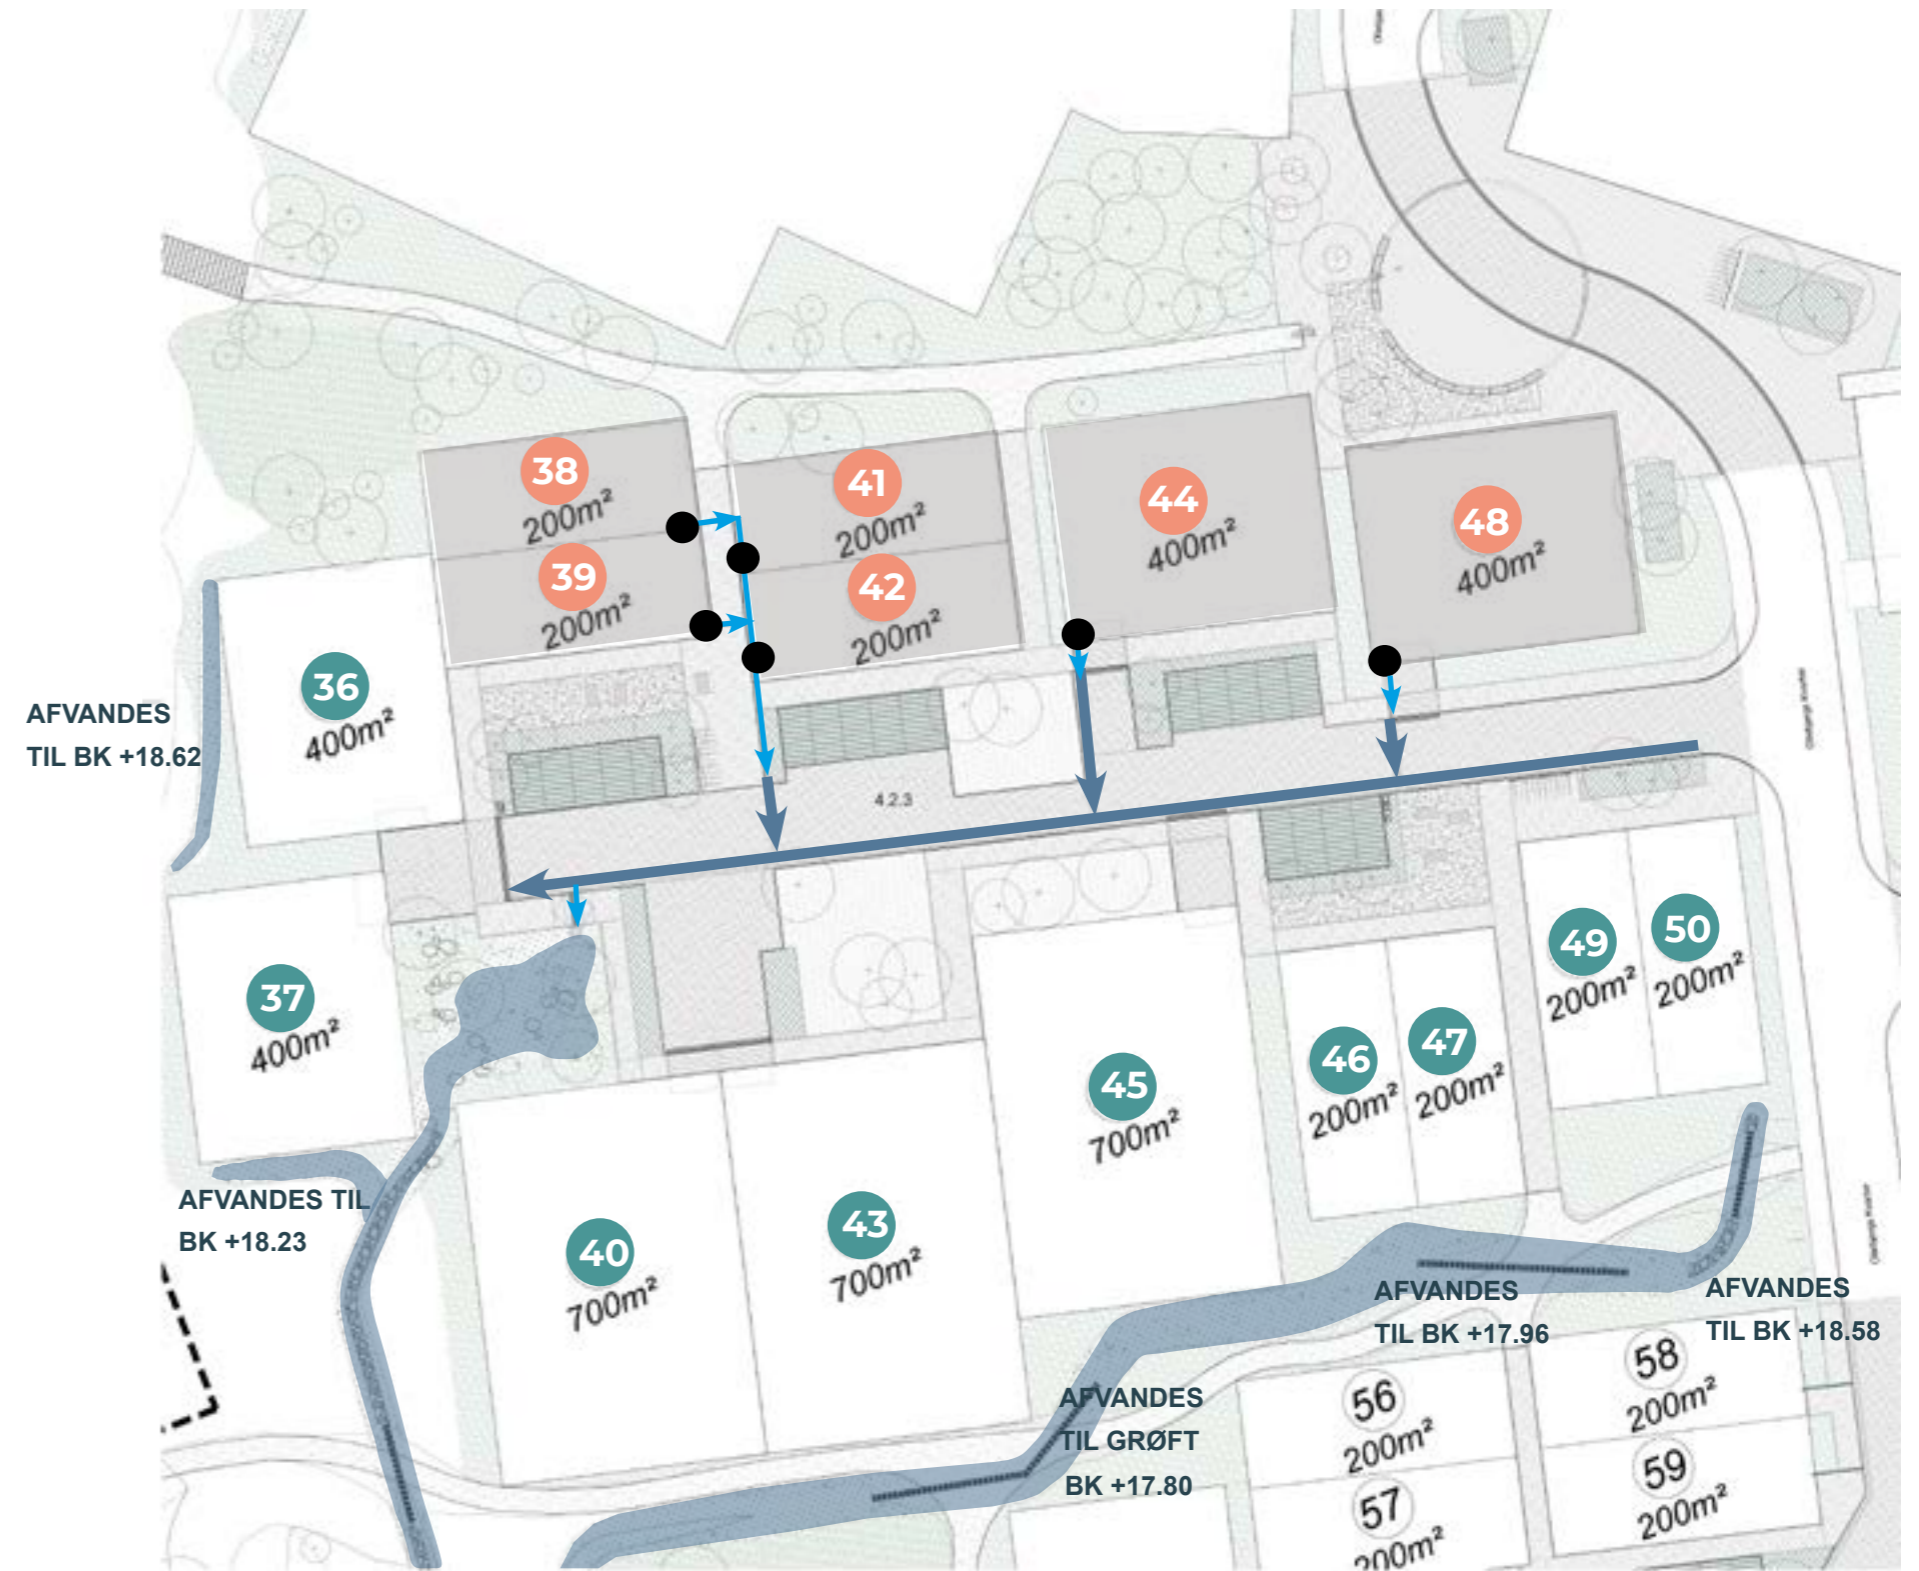 38
200m²
39
200m²
41
200m²
42
200m²
44
400m²
48
400m²
36
400m²
AFVANDES
TIL BK +18.62
4.2.3
37
400m²
AFVANDES TIL
BK +18.23
40
700m²
43
700m²
45
700m²
46
200m²
47
200m²
49
200m²
50
200m²
AFVANDES
TIL GRØFT
BK +17.80
AFVANDES
TIL BK +17.96
AFVANDES
TIL BK +18.58
56
200m²
57
200m²
58
200m²
59
200m²